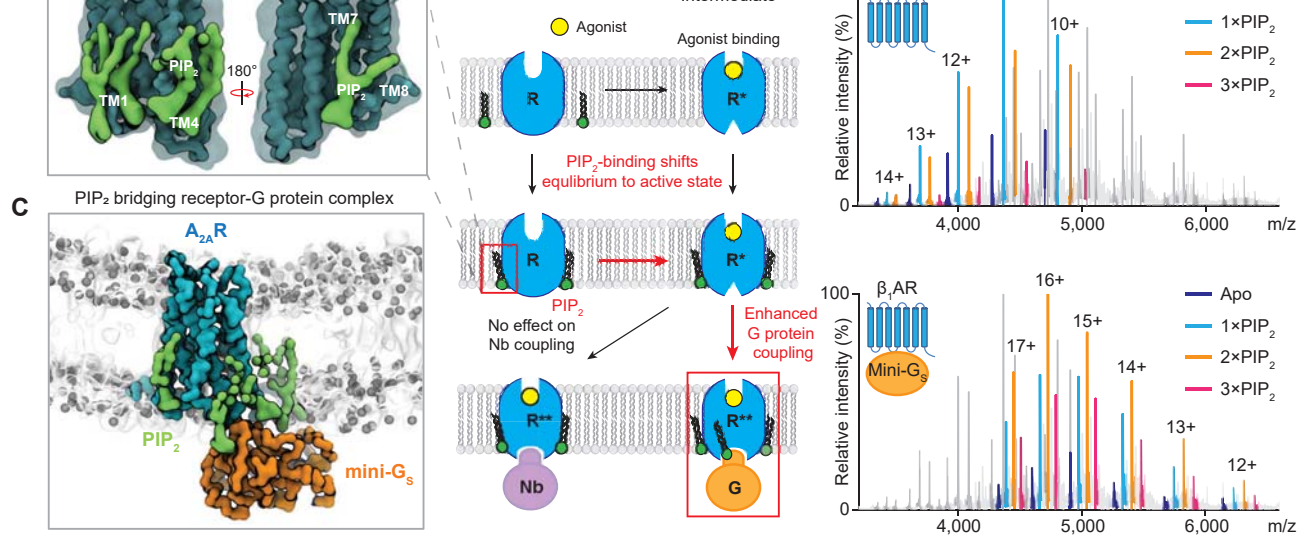 TM7
PIP₂
180°
PIP₂
TM8
TM1
TM4
C
PIP₂ bridging receptor-G protein complex
A₂AR
PIP₂
mini-Gₛ
Agonist
Agonist binding
R
R*
PIP₂-binding shifts
equlibrium to active state
R
R*
PIP₂
No effect on
Nb coupling
Enhanced
G protein
coupling
R**
R**
Nb
G
Relative intensity (%)
0
14+
13+
12+
10+
1×PIP₂
2×PIP₂
3×PIP₂
4,000
5,000
6,000
m/z
Relative intensity (%)
100
0
β₁AR
Mini-Gₛ
17+
16+
15+
14+
13+
12+
Apo
1×PIP₂
2×PIP₂
3×PIP₂
4,000
5,000
6,000
m/z